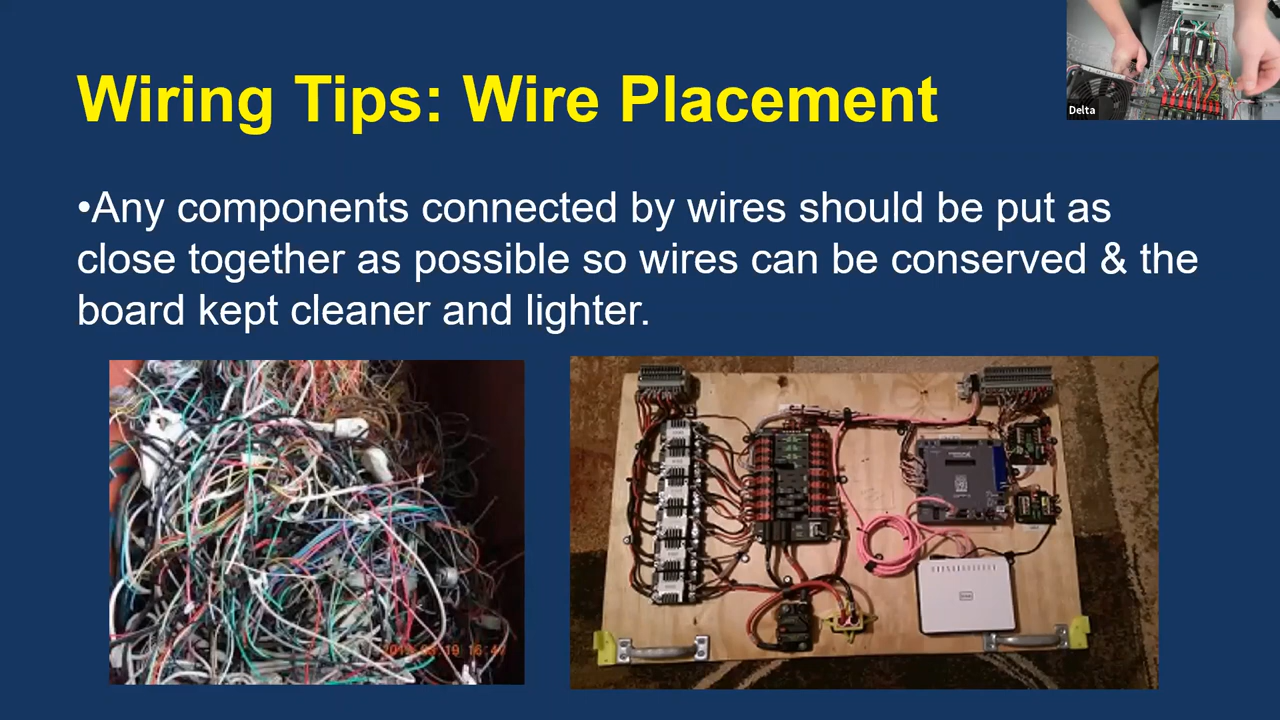 Wiring Tips: Wire Placement
Delta
•Any components connected by wires should be put as
close together as possible so wires can be conserved & the
board kept cleaner and lighter.